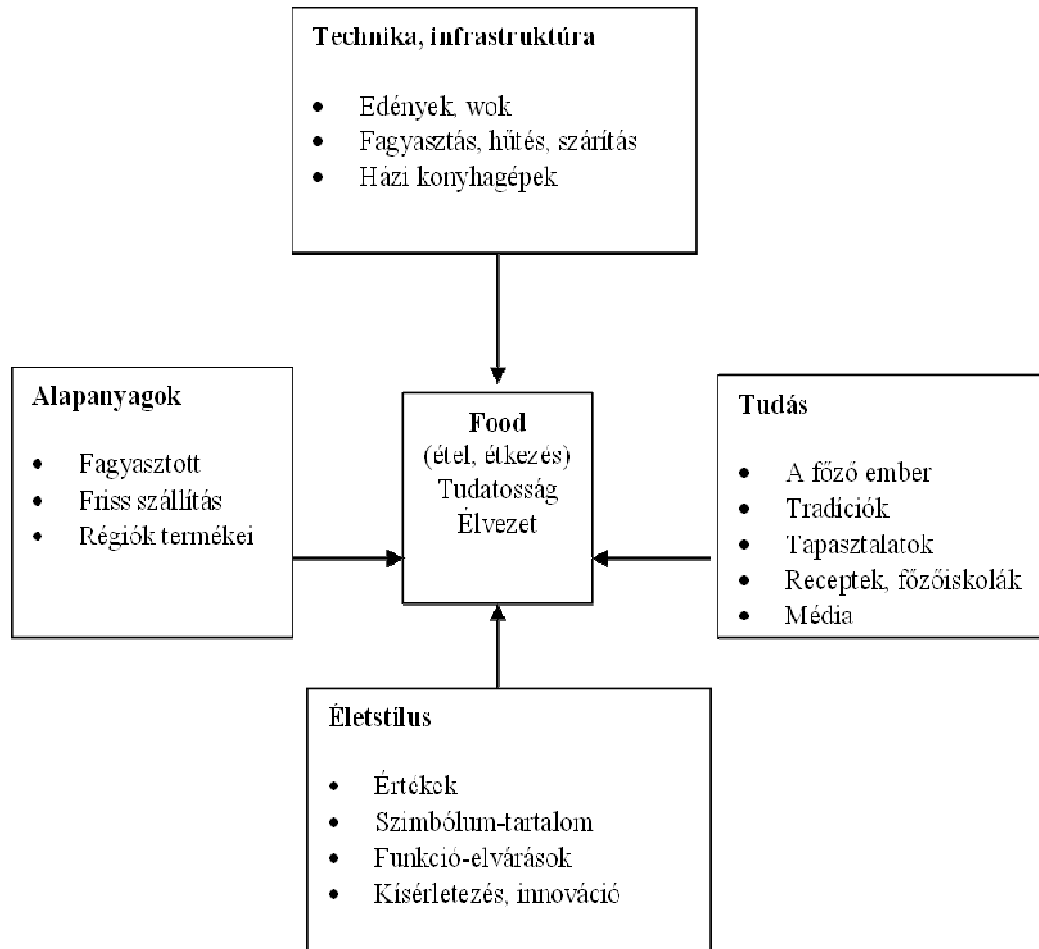 Technika, infrastruktúra
• Edények, wok
• Fagyasztás, hűtés, szárítás
• Házi konyhagépek
Alapanyagok
• Fagyasztott
• Friss szállítás
• Régiók termékei
Food
(étel, étkezés)
Tudatosság
Élvezet
Tudás
• A főző ember
• Tradíciók
• Tapasztalatok
• Receptek, főzőiskolák
• Média
Életstílus
• Értékek
• Szimbólum-tartalom
• Funkció-elvárások
• Kísérletezés, innováció